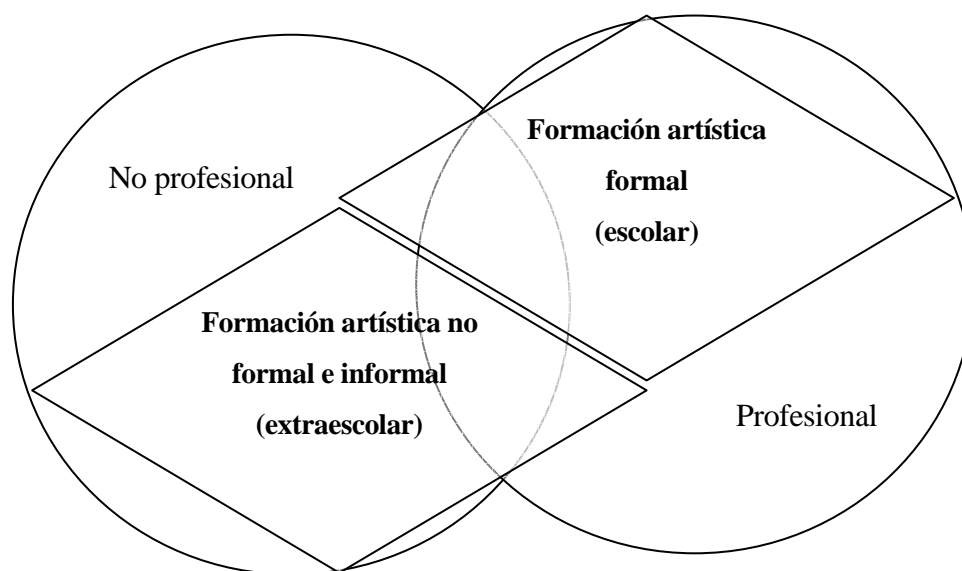 Formación artística
formal
(escolar)
No profesional
Formación artística no
formal e informal
(extraescolar)
Profesional